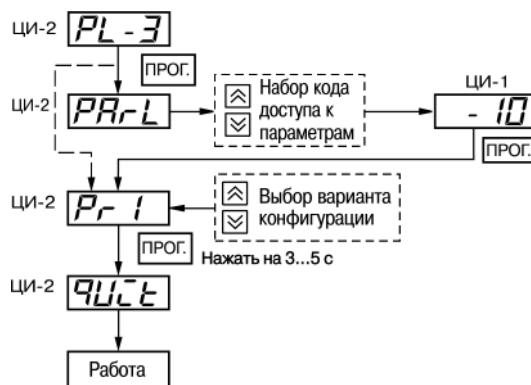 ЦИ-2 PL-3
ПРОГ.
ЦИ-2 PArL
Набор кода
доступа к
параметрам
ЦИ-1
- 10
ПРОГ.
ЦИ-2 Pr 1
Выбор варианта
конфигурации
ПРОГ.
Нажать на 3...5 с
ЦИ-2 qUit
Работа